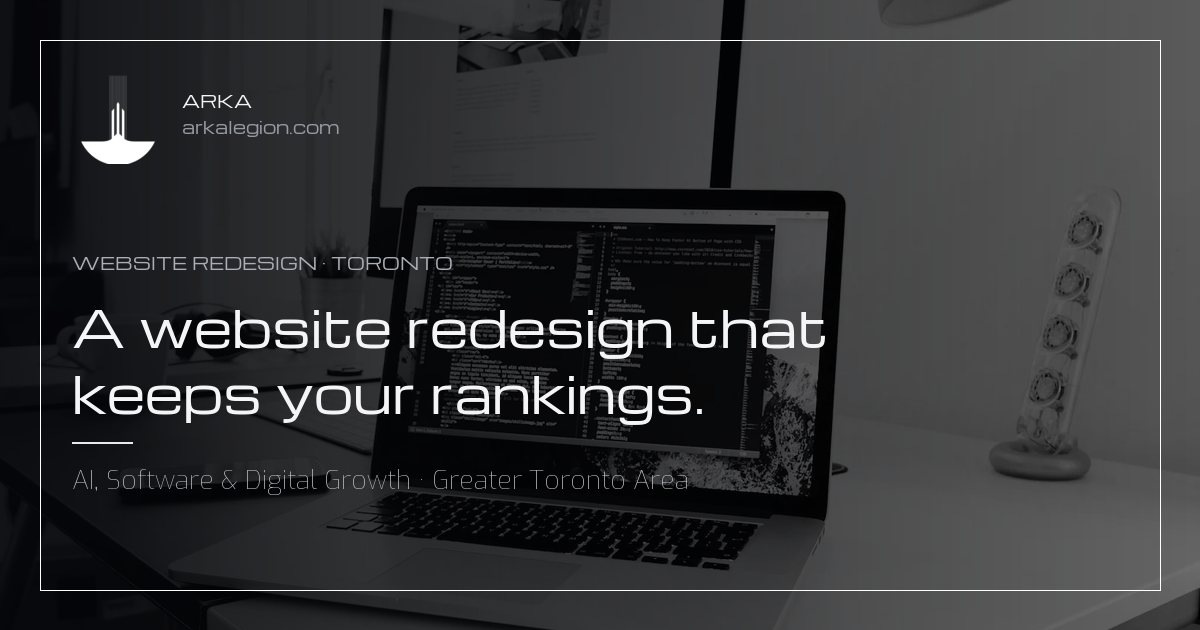 ARKA
arkalegion.com
WEBSITE REDESIGN · TORONTO
A website redesign that
keeps your rankings.
AI, Software & Digital Growth · Greater Toronto Area